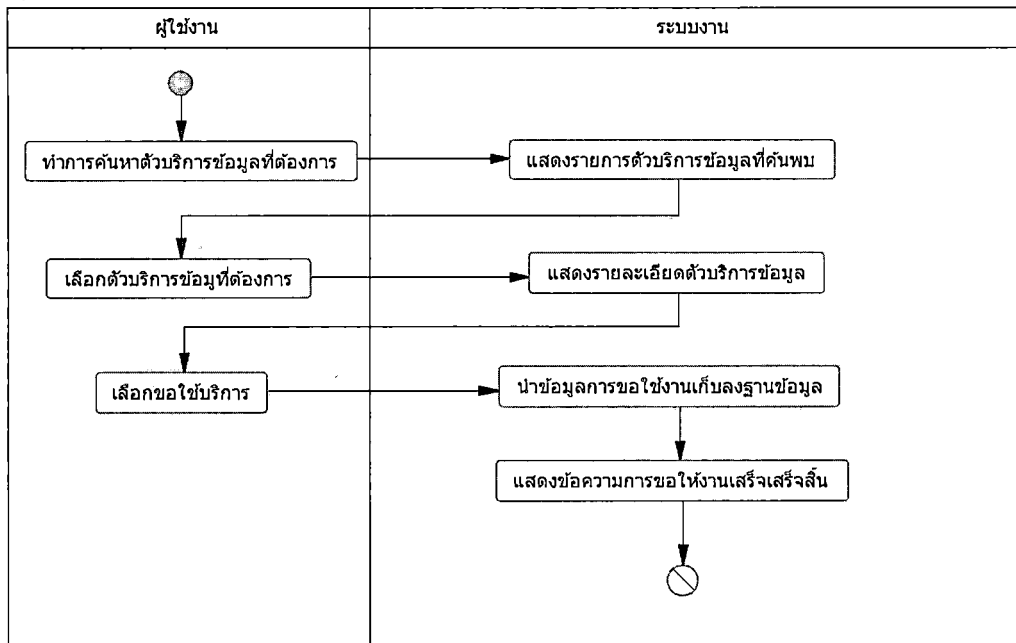 ผู้ใช้งาน
ระบบงาน
ทำการค้นหาตัวบริการข้อมูลที่ต้องการ
แสดงรายการตัวบริการข้อมูลที่ค้นพบ
เลือกตัวบริการข้อมูที่ต้องการ
แสดงรายละเอียดตัวบริการข้อมูล
เลือกขอใช้บริการ
นำข้อมูลการขอใช้งานเก็บลงฐานข้อมูล
แสดงข้อความการขอให้งานเสร็จเสร็จสิ้น